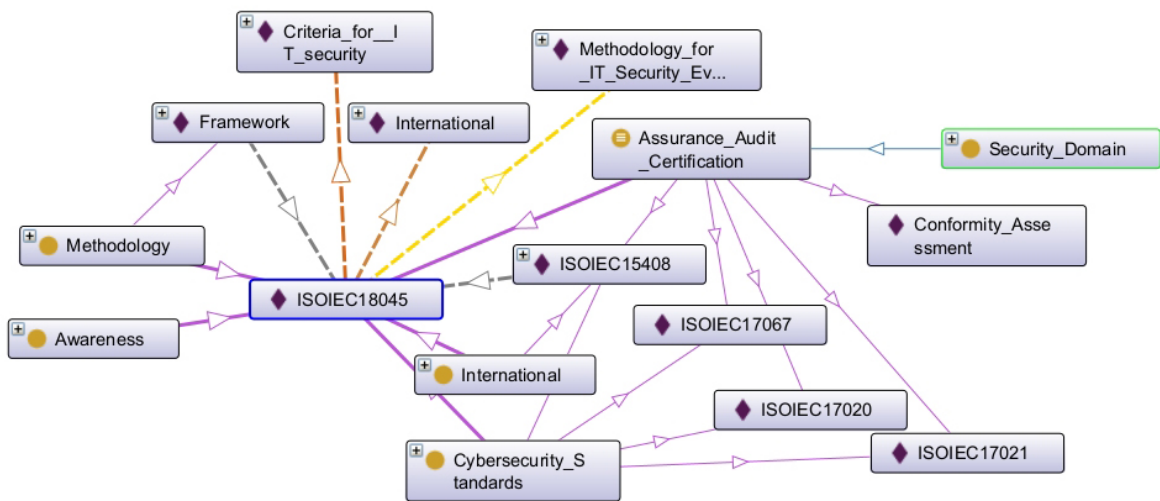 Criteria_for__I
T_security
Methodology_for
_IT_Security_Ev...
Framework
International
Assurance_Audit
_Certification
Security_Domain
Conformity_Asse
ssment
Methodology
ISOIEC15408
ISOIEC18045
ISOIEC17067
Awareness
International
ISOIEC17020
Cybersecurity_S
tandards
ISOIEC17021